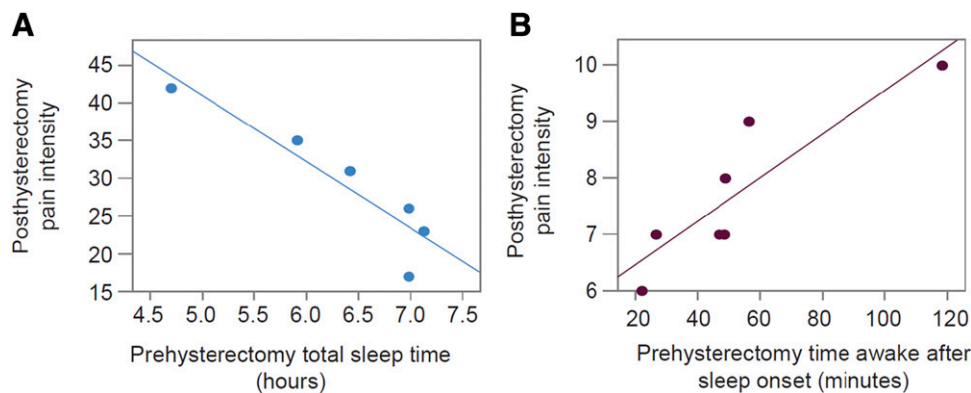 A
Posthysterectomy
pain intensity
45
40
35
30
25
20
15
4.5 5.0 5.5 6.0 6.5 7.0 7.5
Prehysterectomy total sleep time
(hours)
B
Posthysterectomy
pain intensity
10
9
8
7
6
20 40 60 80 100 120
Prehysterectomy time awake after
sleep onset (minutes)